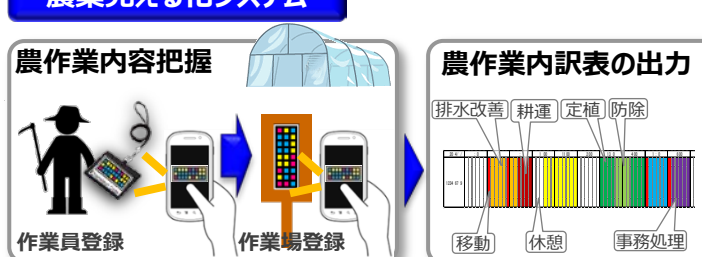 農業見える化システム
農作業内容把握
作業員登録
作業場登録
農作業内訳表の出力
排水改善
耕運
定植
防除
移動
休憩
事務処理